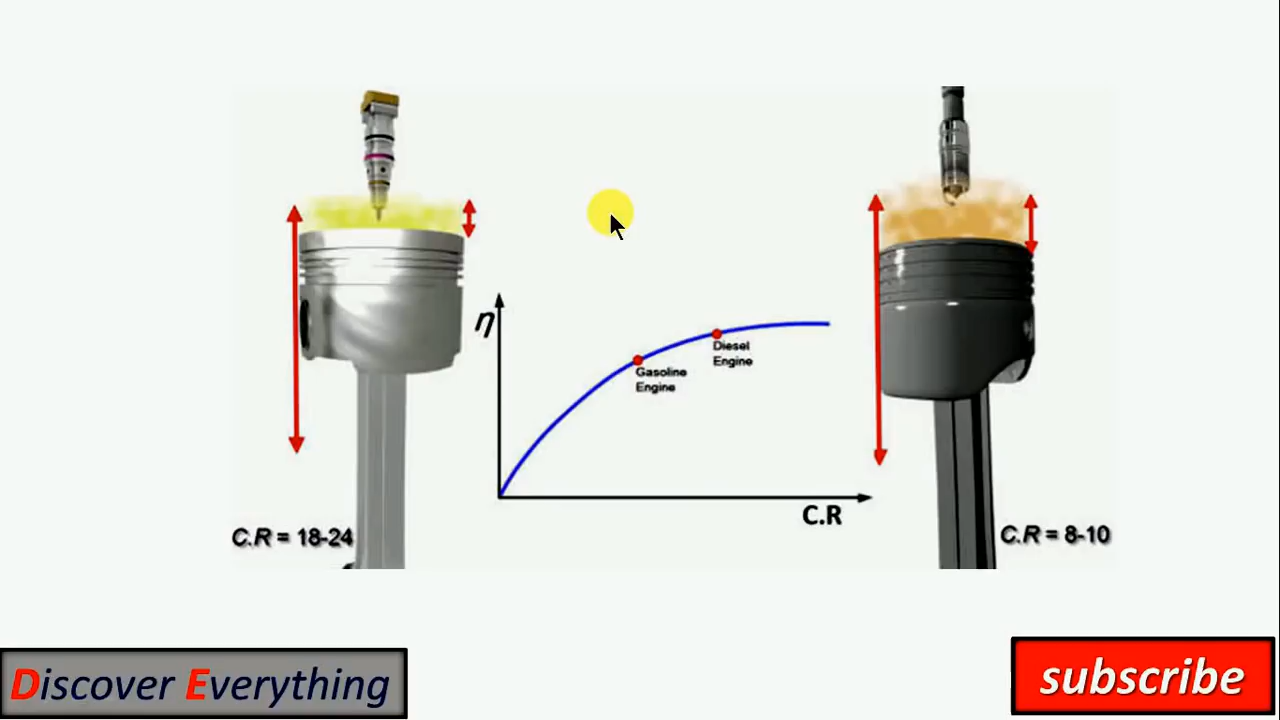 η
Diesel
Engine
Gasoline
Engine
C.R
C.R = 18-24
C.R = 8-10
Discover Everything
subscribe